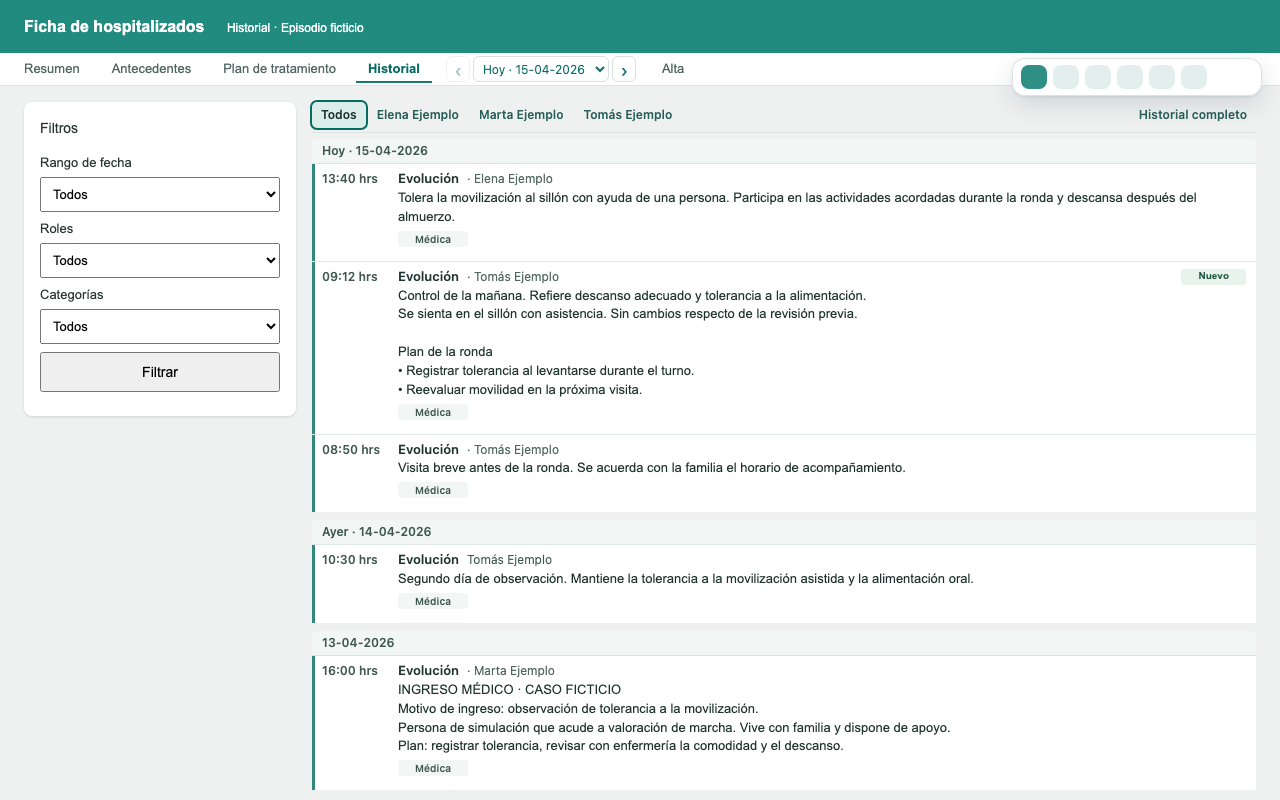 Ficha de hospitalizados Historial · Episodio ficticio
Resumen Antecedentes Plan de tratamiento Historial ‹ Hoy · 15-04-2026 › Alta
Filtros
Rango de fecha
Todos
Roles
Todos
Categorías
Todos
Filtrar
Todos Elena Ejemplo Marta Ejemplo Tomás Ejemplo Historial completo
Hoy · 15-04-2026
13:40 hrs Evolución · Elena Ejemplo
Tolera la movilización al sillón con ayuda de una persona. Participa en las actividades acordadas durante la ronda y descansa después del
almuerzo.
Médica
09:12 hrs Evolución · Tomás Ejemplo Nuevo
Control de la mañana. Refiere descanso adecuado y tolerancia a la alimentación.
Se sienta en el sillón con asistencia. Sin cambios respecto de la revisión previa.
Plan de la ronda
• Registrar tolerancia al levantarse durante el turno.
• Reevaluar movilidad en la próxima visita.
Médica
08:50 hrs Evolución · Tomás Ejemplo
Visita breve antes de la ronda. Se acuerda con la familia el horario de acompañamiento.
Médica
Ayer · 14-04-2026
10:30 hrs Evolución Tomás Ejemplo
Segundo día de observación. Mantiene la tolerancia a la movilización asistida y la alimentación oral.
Médica
13-04-2026
16:00 hrs Evolución · Marta Ejemplo
INGRESO MÉDICO · CASO FICTICIO
Motivo de ingreso: observación de tolerancia a la movilización.
Persona de simulación que acude a valoración de marcha. Vive con familia y dispone de apoyo.
Plan: registrar tolerancia, revisar con enfermería la comodidad y el descanso.
Médica